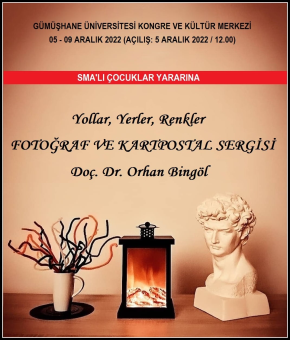 GÜMÜŞHANE ÜNİVERSİTESİ KONGRE VE KÜLTÜR MERKEZİ
05 - 09 ARALIK 2022 (AÇILIŞ: 5 ARALIK 2022 / 12.00)
SMA'LI ÇOCUKLAR YARARINA
Yollar, Yerler, Renkler
FOTOĞRAF VE KARTPOSTAL SERGİSİ
Doç. Dr. Orhan Bingöl